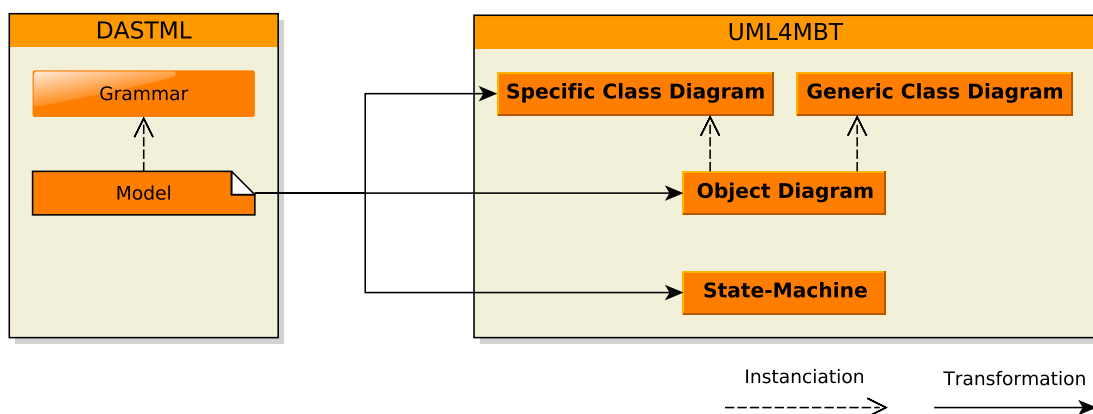 DASTML
Grammar
Model
UML4MBT
Specific Class Diagram
Generic Class Diagram
Object Diagram
State-Machine
Instanciation
Transformation